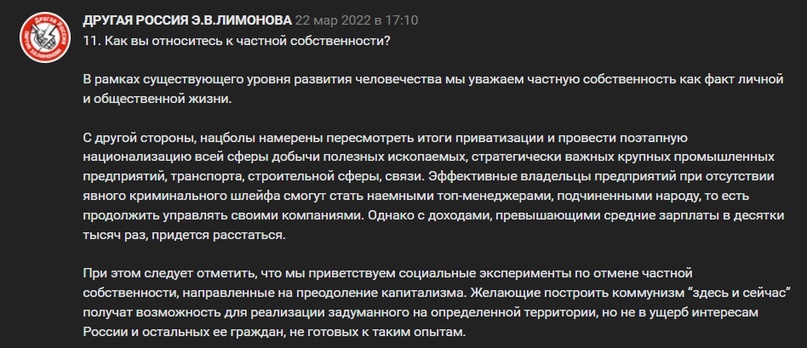 ДРУГАЯ РОССИЯ Э.В.ЛИМОНОВА 22 мар 2022 в 17:10
11. Как вы относитесь к частной собственности?
В рамках существующего уровня развития человечества мы уважаем частную собственность как факт личной
и общественной жизни.
С другой стороны, нацболы намерены пересмотреть итоги приватизации и провести поэтапную
национализацию всей сферы добычи полезных ископаемых, стратегически важных крупных промышленных
предприятий, транспорта, строительной сферы, связи. Эффективные владельцы предприятий при отсутствии
явного криминального шлейфа смогут стать наемными топ-менеджерами, подчиненными народу, то есть
продолжить управлять своими компаниями. Однако с доходами, превышающими средние зарплаты в десятки
тысяч раз, придется расстаться.
При этом следует отметить, что мы приветствуем социальные эксперименты по отмене частной
собственности, направленные на преодоление капитализма. Желающие построить коммунизм “здесь и сейчас”
получат возможность для реализации задуманного на определенной территории, но не в ущерб интересам
России и остальных ее граждан, не готовых к таким опытам.